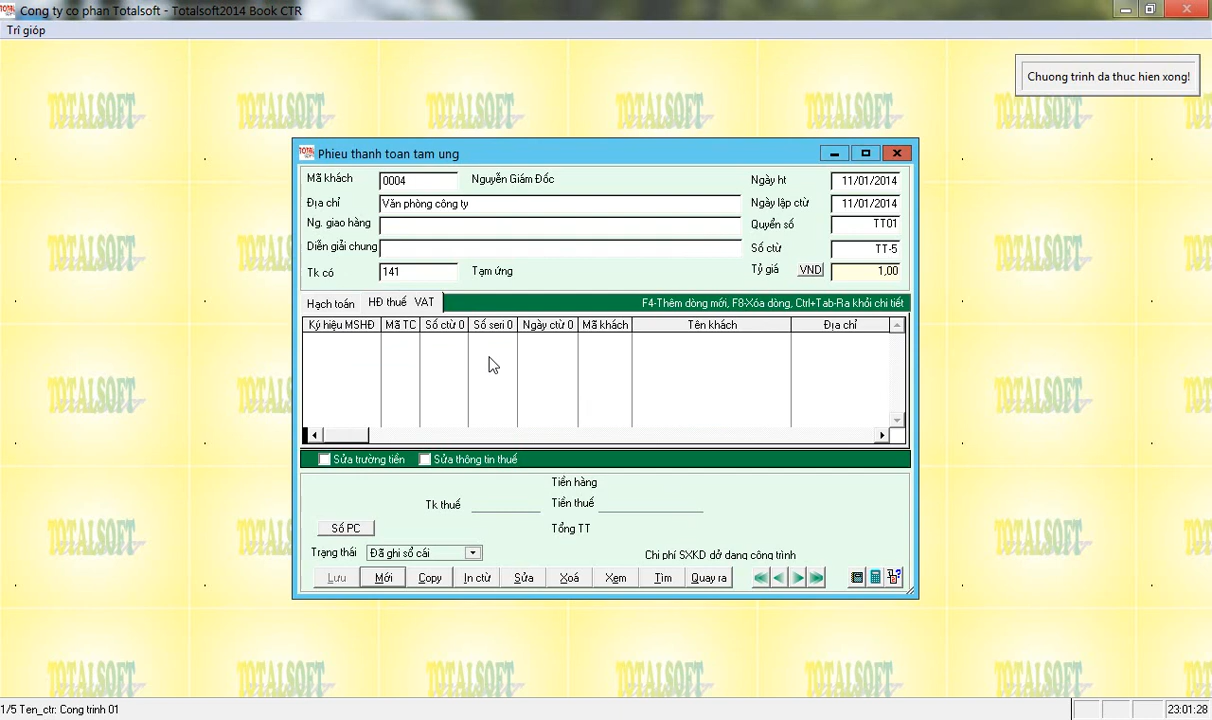 Cong ty co phan Totalsoft - Totalsoft2014 Book CTR
Trî gióp
Chuong trinh da thuc hien xong!
Phieu thanh toan tam ung
Mã khách 0004 Nguyễn Giám Đốc Ngày ht 11/01/2014
Địa chỉ Văn phòng công ty Ngày lập ctừ 11/01/2014
Ng. giao hàng Quyển số TT01
Diễn giải chung Số ctừ TT-5
Tk có 141 Tạm ứng Tỷ giá VND 1,00
Hạch toán HĐ thuế VAT F4-Thêm dòng mới, F8-Xóa dòng, Ctrl+Tab-Ra khỏi chi tiết
Ký hiệu MSHĐ Mã TC Số ctừ 0 Số seri 0 Ngày ctừ 0 Mã khách Tên khách Địa chỉ
Sửa trường tiền Sửa thông tin thuế
Tiền hàng
Tk thuế Tiền thuế
Số PC Tổng TT
Trạng thái Đã ghi sổ cái Chi phí SXKD dở dang công trình
Lưu Mới Copy In ctừ Sửa Xoá Xem Tìm Quay ra
1/5 Ten_ctr: Cong trinh 01 23:01:28
TOTALSOFT TOTALSOFT TOTALSOFT TOTALSOFT TOTALSOFT TOTALSOFT